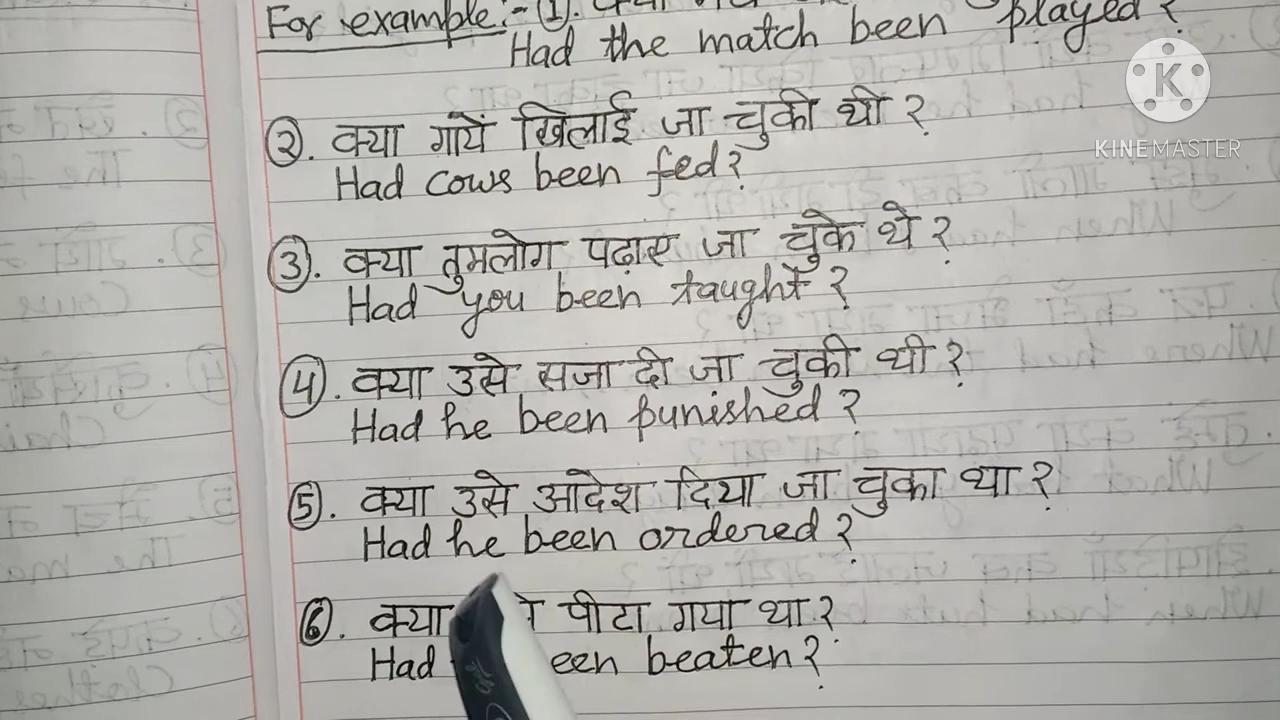 For example:- (1). क्या
Had the match been played?
२. क्या गायें खिलाई जा चुकी थी ?
Had cows been fed?
3. क्या तुमलोग पढ़ाए जा चुके थे ?
Had you been taught?
4. क्या उसे सजा दी जा चुकी थी ?
Had he been punished?
5. क्या उसे आदेश दिया जा चुका था ?
Had he been ordered?
6. क्या पीटा गया था ?
Had beaten?
KINEMASTER